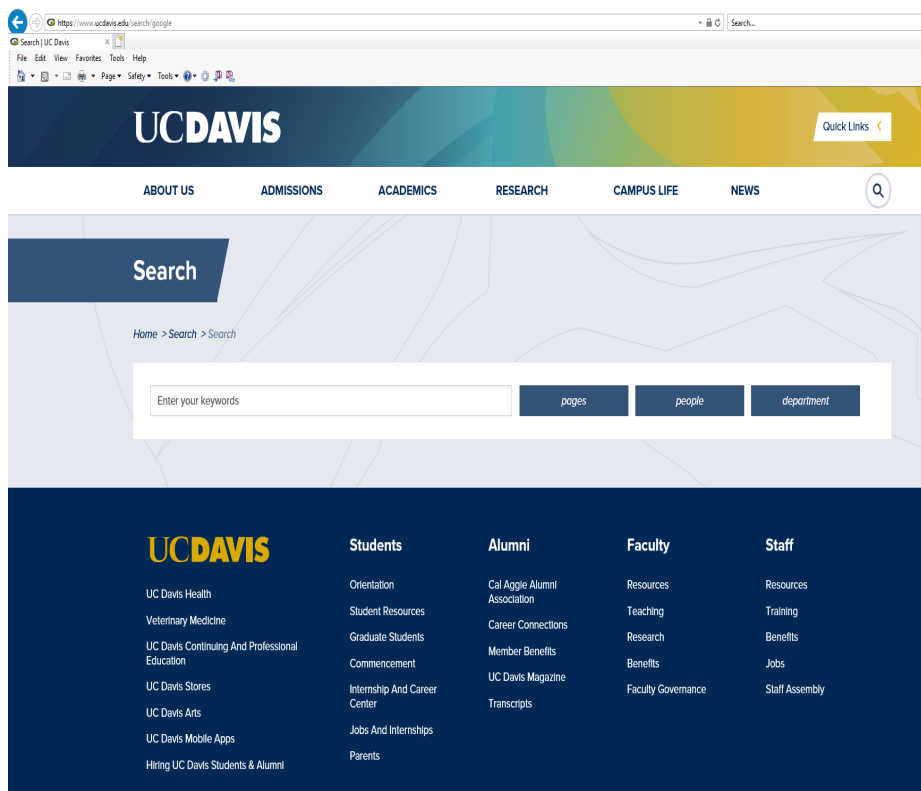 https://www.ucdavis.edu/search/google
Search...
Search | UC Davis
File Edit View Favorites Tools Help
Page Safety Tools
UCDAVIS
Quick Links
ABOUT US ADMISSIONS ACADEMICS RESEARCH CAMPUS LIFE NEWS
Search
Home > Search > Search
Enter your keywords pages people department
UCDAVIS
UC Davis Health
Veterinary Medicine
UC Davis Continuing And Professional
Education
UC Davis Stores
UC Davis Arts
UC Davis Mobile Apps
Hiring UC Davis Students & Alumni
Students
Orientation
Student Resources
Graduate Students
Commencement
Internship And Career
Center
Jobs And Internships
Parents
Alumni
Cal Aggie Alumni
Association
Career Connections
Member Benefits
UC Davis Magazine
Transcripts
Faculty
Resources
Teaching
Research
Benefits
Faculty Governance
Staff
Resources
Training
Benefits
Jobs
Staff Assembly